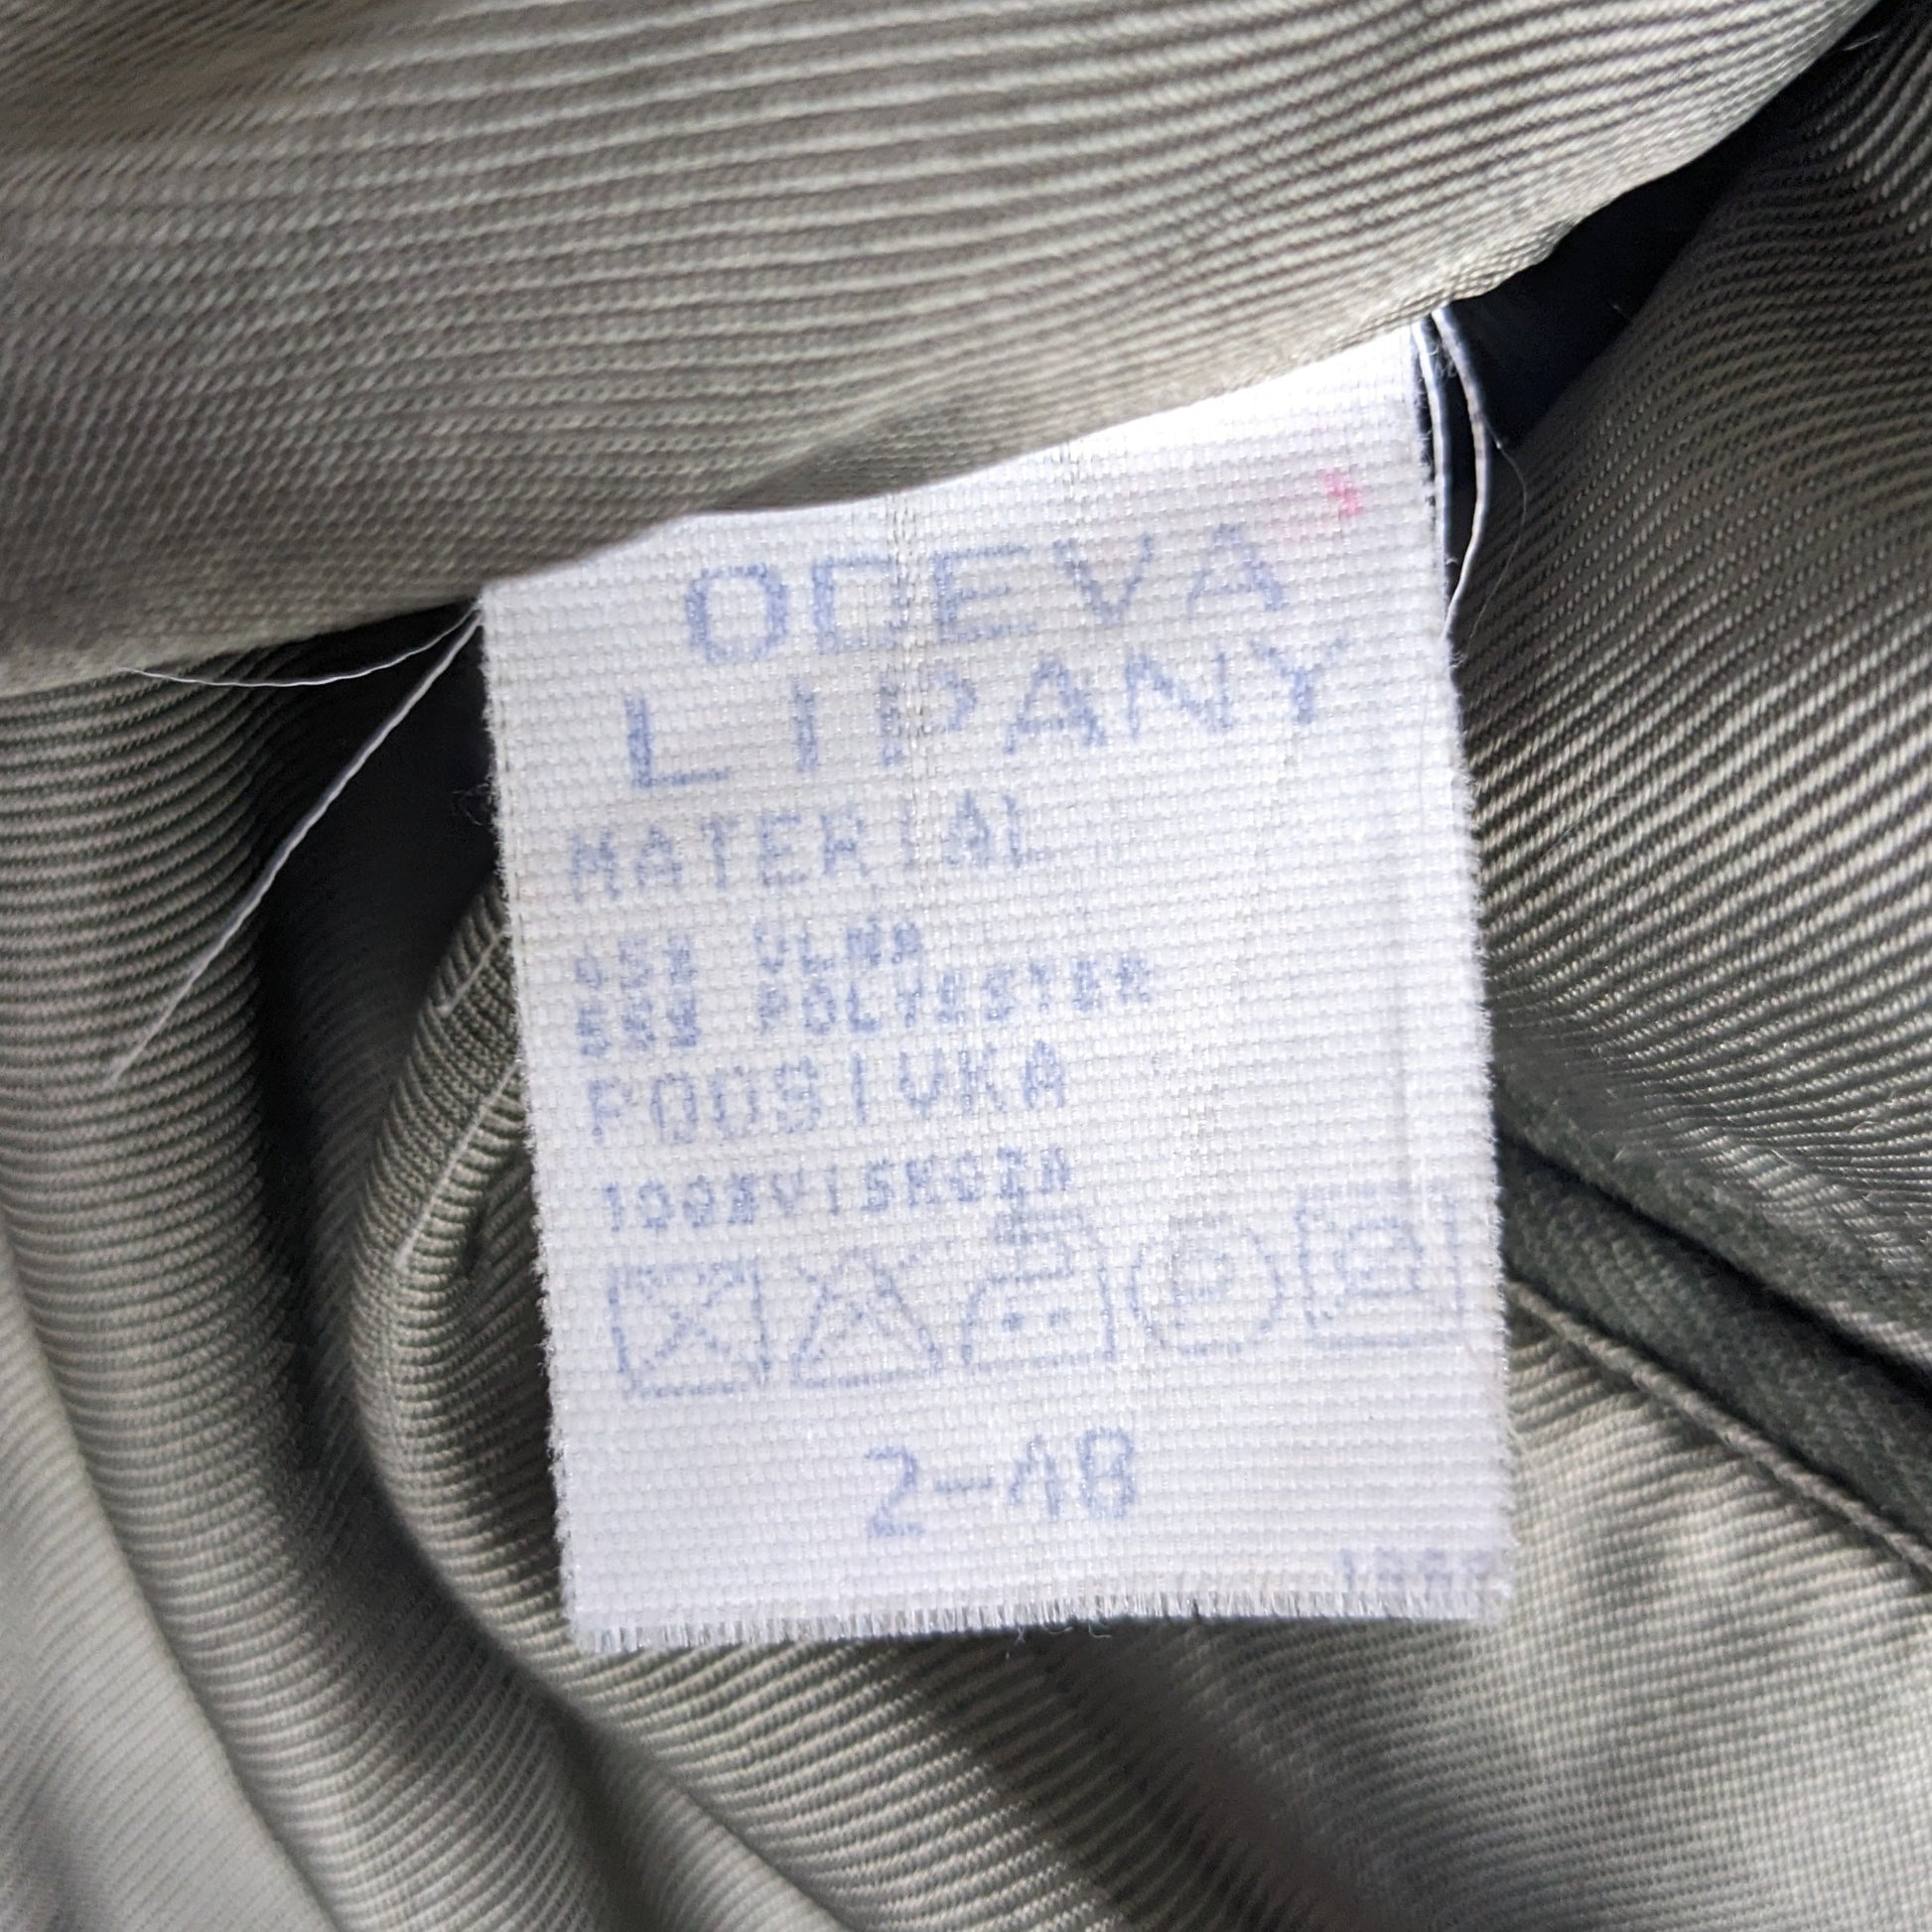 ODEVA
LIPANY
MATERIAL
45% VLNA
55% POLYESTER
PODSIVKA
100%VISKOZA
P
2-48